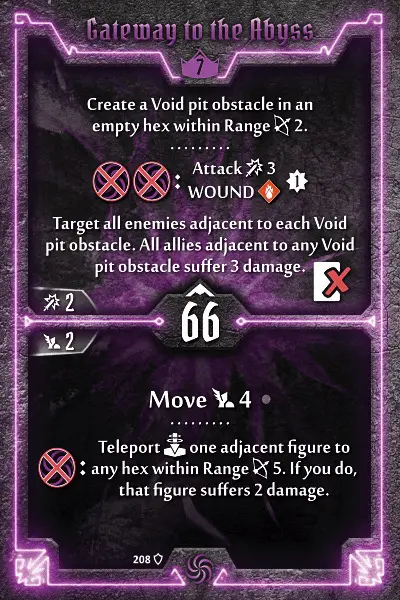 Gateway to the Abyss
7
Create a Void pit obstacle in an
empty hex within Range 2.
Attack 3
: WOUND 1
Target all enemies adjacent to each Void
pit obstacle. All allies adjacent to any Void
pit obstacle suffer 3 damage.
2
66
2
Move 4
Teleport one adjacent figure to
: any hex within Range 5. If you do,
that figure suffers 2 damage.
208